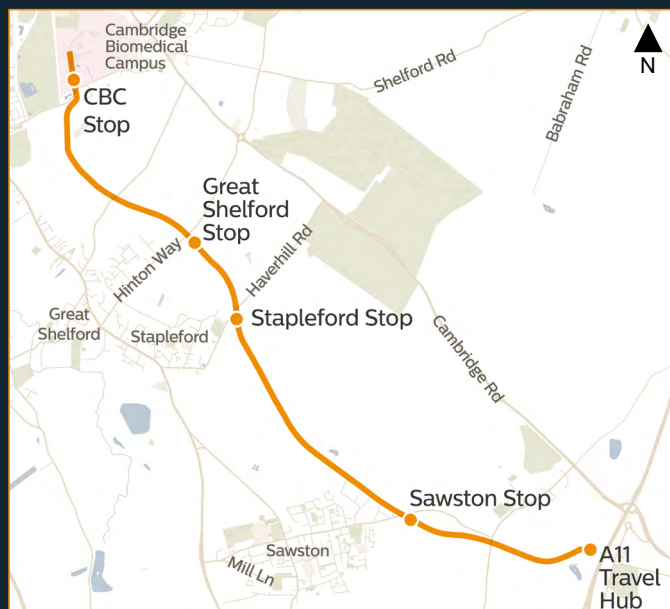 Cambridge
Biomedical
Campus
N
Shelford Rd
Babraham Rd
CBC
Stop
Great
Shelford
Stop
Hinton Way
Haverhill Rd
Great
Shelford
Stapleford
Stapleford Stop
Cambridge Rd
Sawston Stop
Sawston
Mill Ln
A11
Travel
Hub